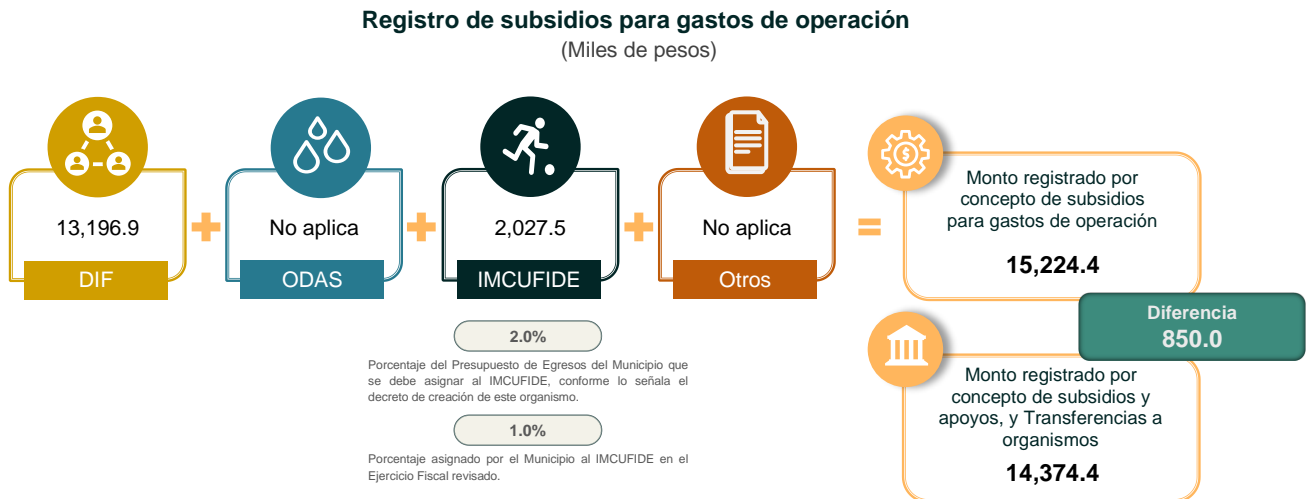 Registro de subsidios para gastos de operación
(Miles de pesos)
13,196.9
DIF
No aplica
ODAS
2,027.5
IMCUFIDE
No aplica
Otros
2.0%
Porcentaje del Presupuesto de Egresos del Municipio que
se debe asignar al IMCUFIDE, conforme lo señala el
decreto de creación de este organismo.
1.0%
Porcentaje asignado por el Municipio al IMCUFIDE en el
Ejercicio Fiscal revisado.
Monto registrado por
concepto de subsidios
para gastos de operación
15,224.4
Diferencia
850.0
Monto registrado por
concepto de subsidios y
apoyos, y Transferencias a
organismos
14,374.4